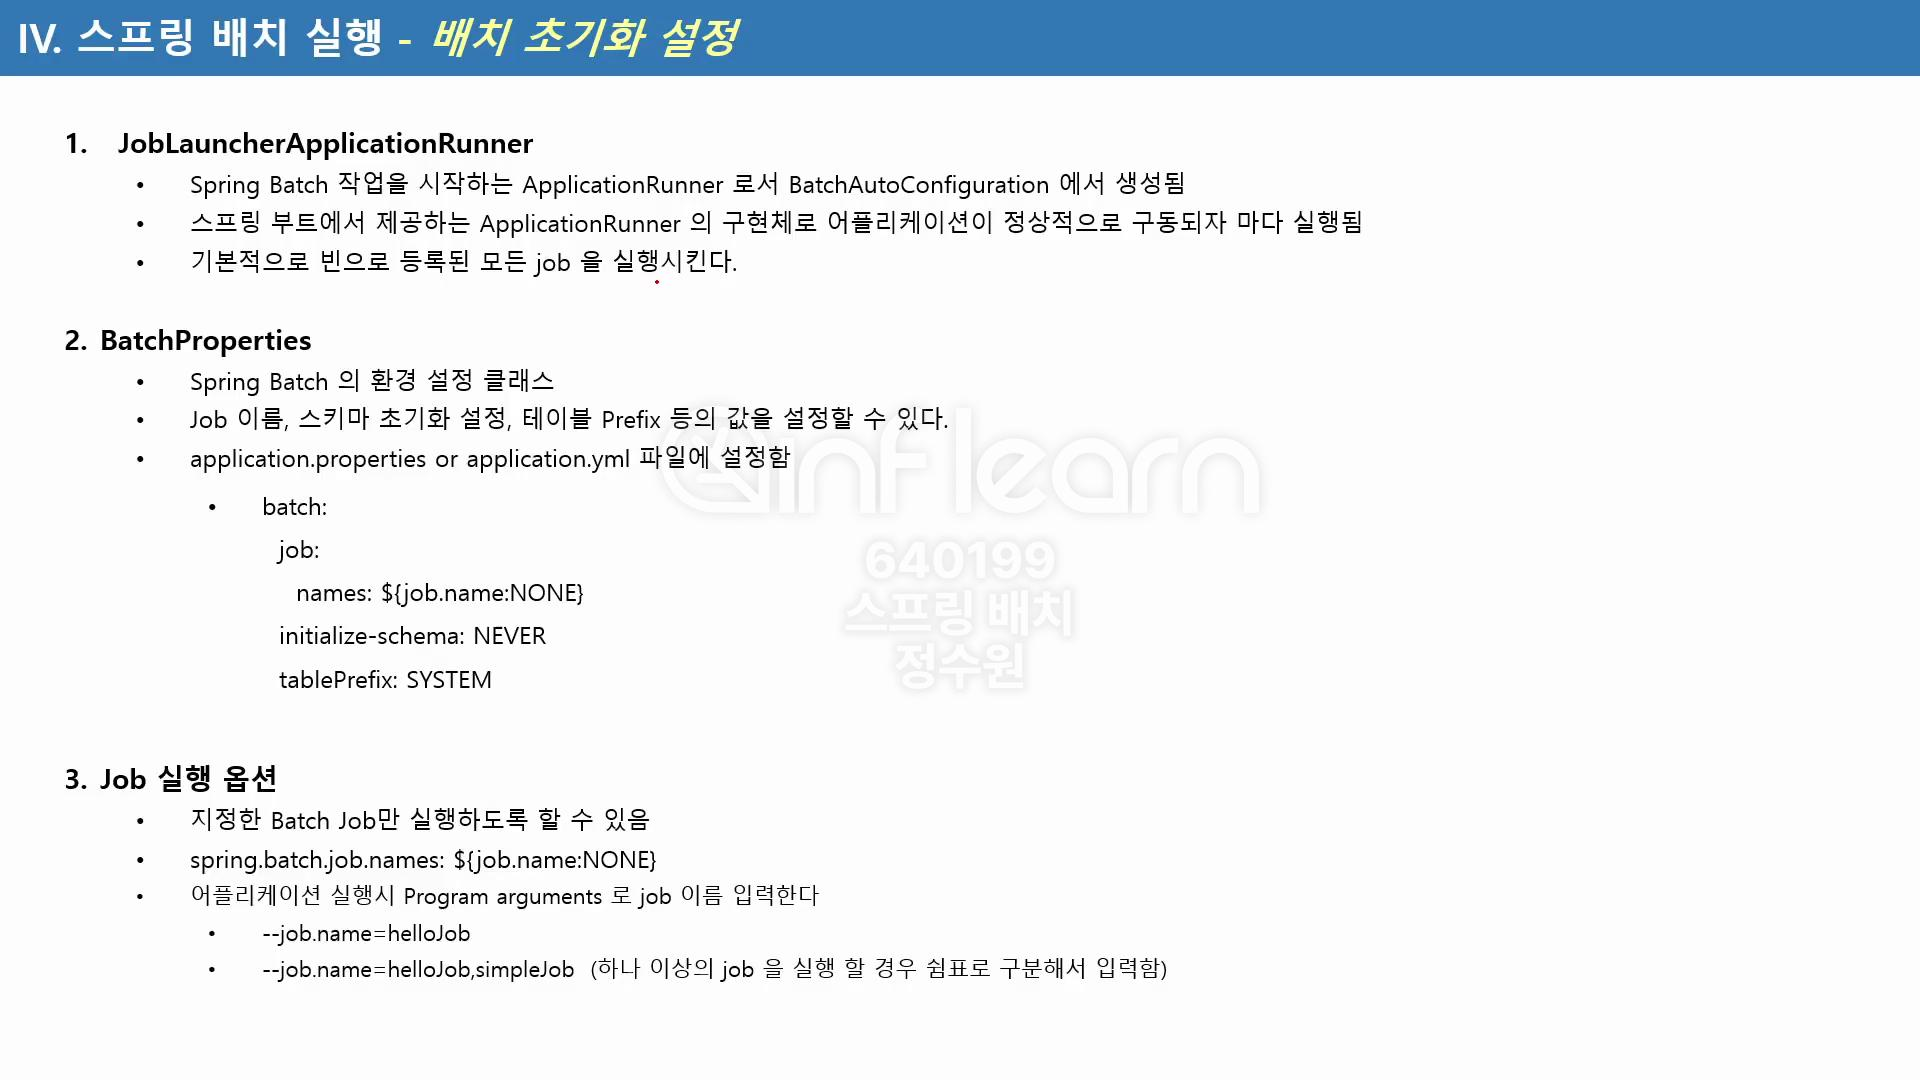 IV. 스프링 배치 실행 - 배치 초기화 설정
1. JobLauncherApplicationRunner
• Spring Batch 작업을 시작하는 ApplicationRunner 로서 BatchAutoConfiguration 에서 생성됨
• 스프링 부트에서 제공하는 ApplicationRunner 의 구현체로 어플리케이션이 정상적으로 구동되자 마다 실행됨
• 기본적으로 빈으로 등록된 모든 job 을 실행시킨다.
2. BatchProperties
• Spring Batch 의 환경 설정 클래스
• Job 이름, 스키마 초기화 설정, 테이블 Prefix 등의 값을 설정할 수 있다.
• application.properties or application.yml 파일에 설정함
• batch:
job:
names: ${job.name:NONE}
initialize-schema: NEVER
tablePrefix: SYSTEM
inflearn
640199
스프링 배치
정수원
3. Job 실행 옵션
• 지정한 Batch Job만 실행하도록 할 수 있음
• spring.batch.job.names: ${job.name:NONE}
• 어플리케이션 실행시 Program arguments 로 job 이름 입력한다
• --job.name=helloJob
• --job.name=helloJob,simpleJob (하나 이상의 job 을 실행 할 경우 쉼표로 구분해서 입력함)